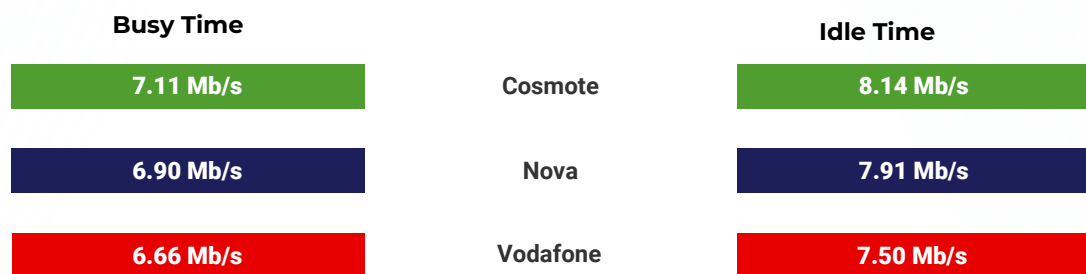 Busy Time
Idle Time
7.11 Mb/s Cosmote 8.14 Mb/s
6.90 Mb/s Nova 7.91 Mb/s
6.66 Mb/s Vodafone 7.50 Mb/s